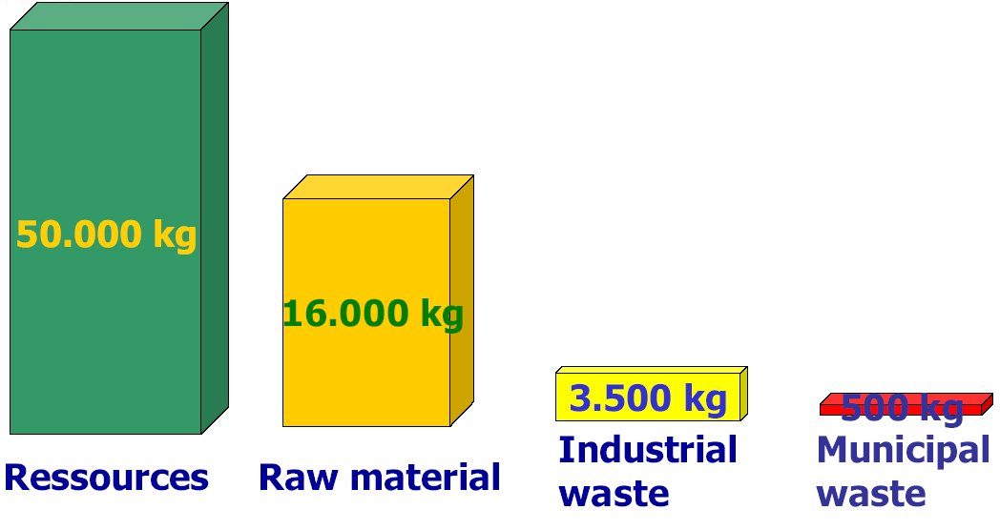 50.000 kg
16.000 kg
3.500 kg
500 kg
Ressources
Raw material
Industrial
waste
Municipal
waste